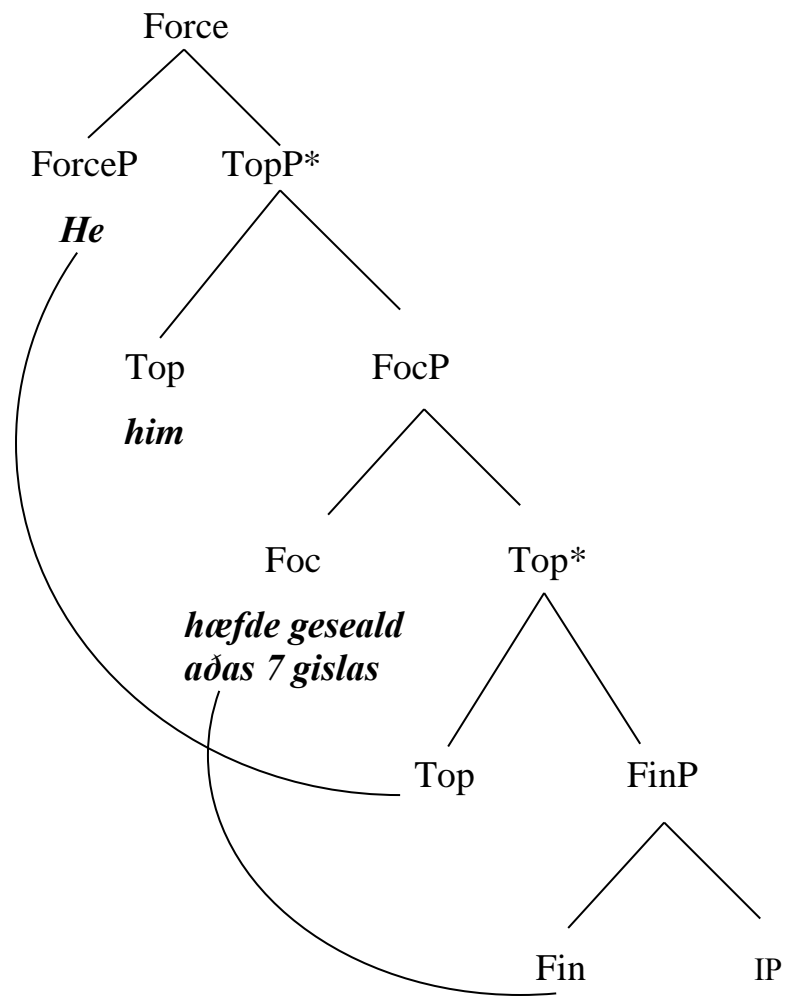 Force
ForceP TopP*
He
Top FocP
him
Foc Top*
hæfde geseald
aðas 7 gislas
Top FinP
Fin IP